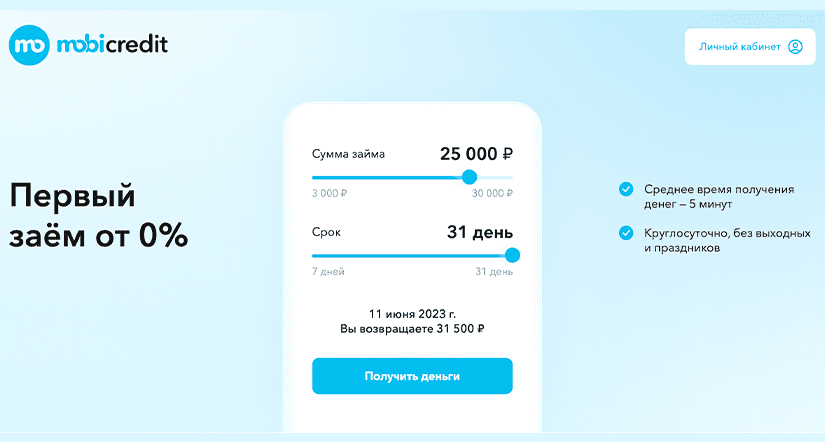 mo mobicredit
Личный кабинет
Первый
заём от 0%
Сумма займа 25 000 ₽
3 000 ₽ 30 000 ₽
Срок 31 день
7 дней 31 день
11 июня 2023 г.
Вы возвращаете 31 500 ₽
Получить деньги
Среднее время получения
денег – 5 минут
Круглосуточно, без выходных
и праздников